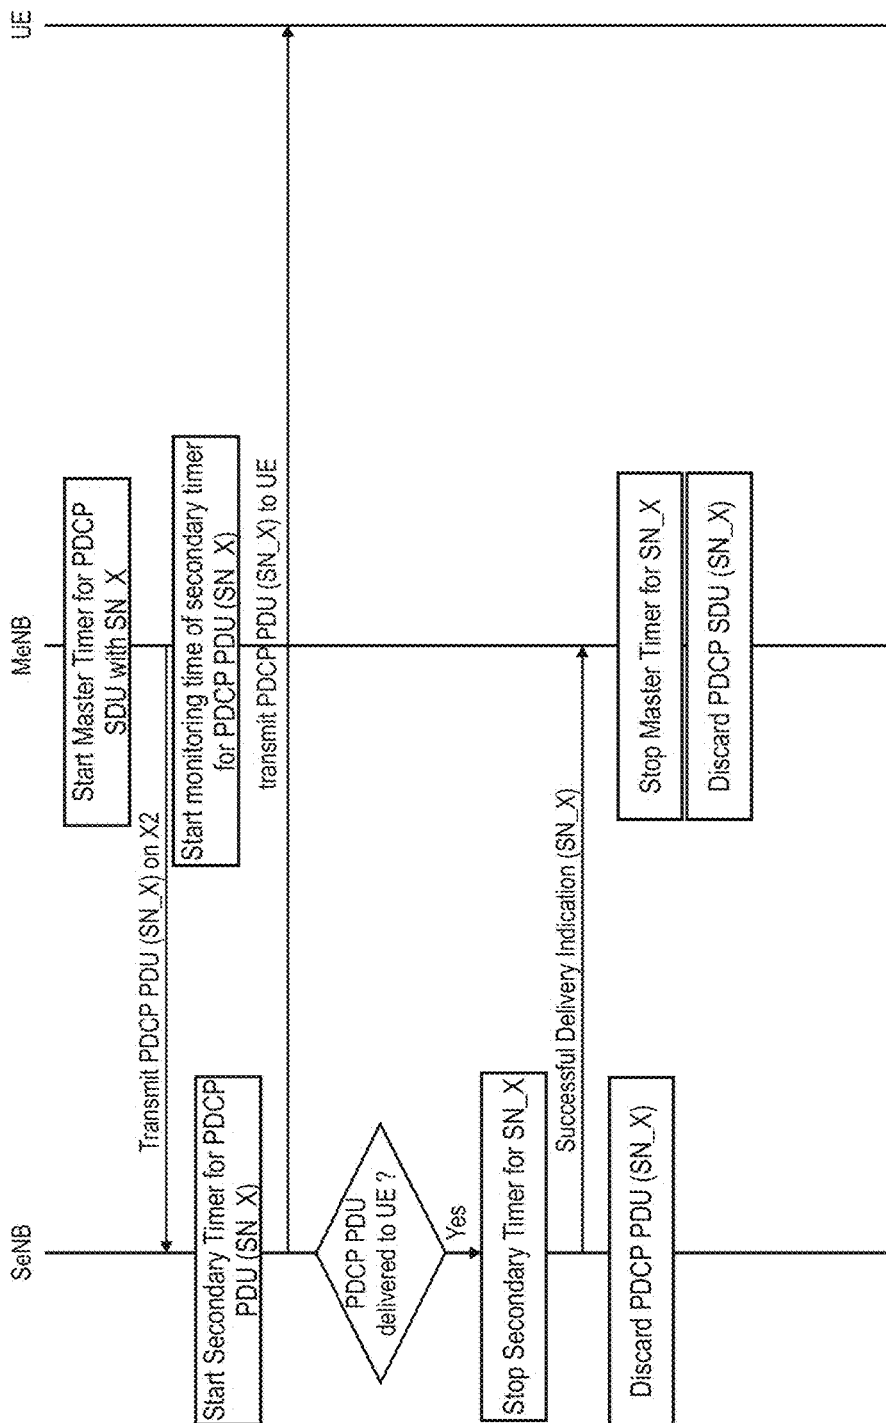 SeNB
MeNB
UE
Start Master Timer for PDCP
SDU with SN_X
Transmit PDCP PDU (SN_X) on X2
Start monitoring time of secondary timer
for PDCP PDU (SN_X)
Start Secondary Timer for PDCP
PDU (SN_X)
transmit PDCP PDU (SN_X) to UE
PDCP PDU
delivered to UE ?
Yes
Stop Secondary Timer for SN_X
Successful Delivery Indication (SN_X)
Discard PDCP PDU (SN_X)
Stop Master Timer for SN_X
Discard PDCP SDU (SN_X)